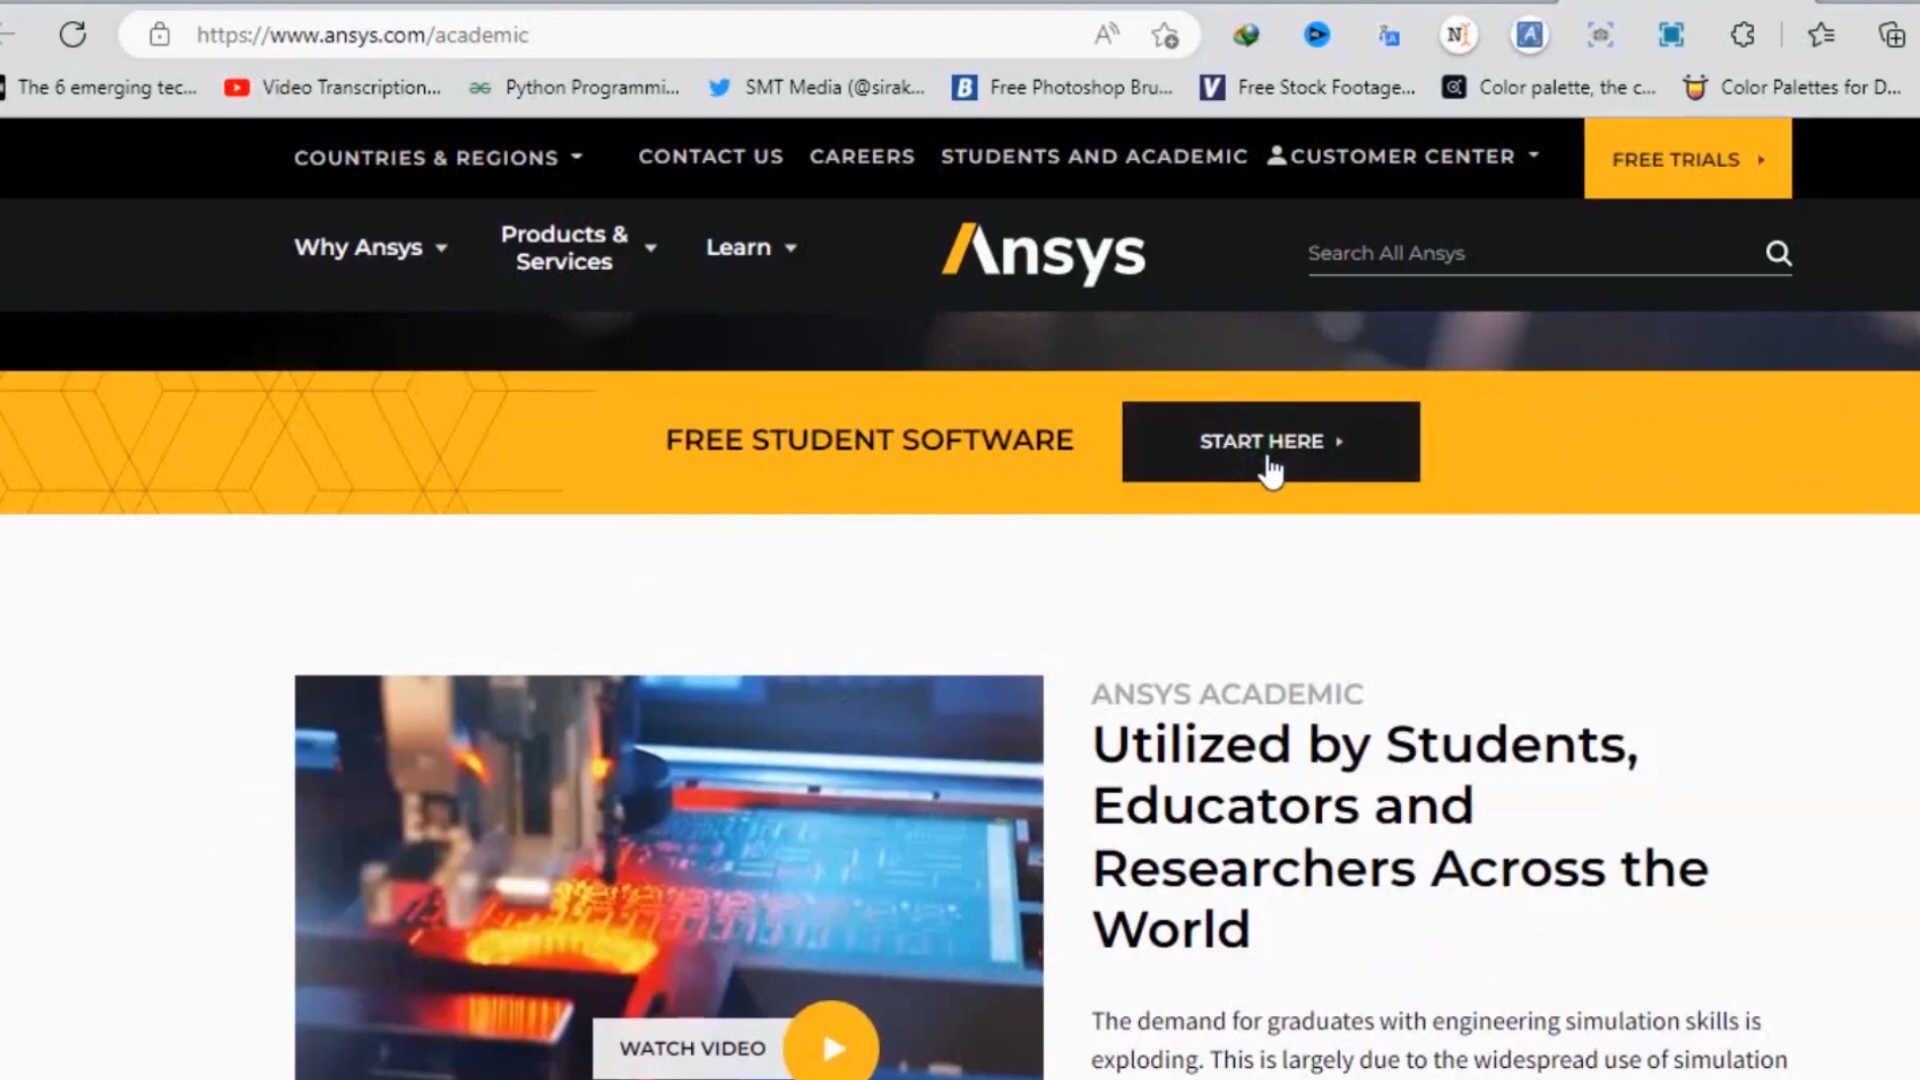 https://www.ansys.com/academic
The 6 emerging tec... Video Transcription... Python Programmi... SMT Media (@sirak... Free Photoshop Bru... Free Stock Footage... Color palette, the c... Color Palettes for D...
COUNTRIES & REGIONS CONTACT US CAREERS STUDENTS AND ACADEMIC CUSTOMER CENTER FREE TRIALS
Why Ansys Products & Services Learn Ansys Search All Ansys
FREE STUDENT SOFTWARE START HERE
ANSYS ACADEMIC
Utilized by Students,
Educators and
Researchers Across the
World
The demand for graduates with engineering simulation skills is
exploding. This is largely due to the widespread use of simulation
WATCH VIDEO